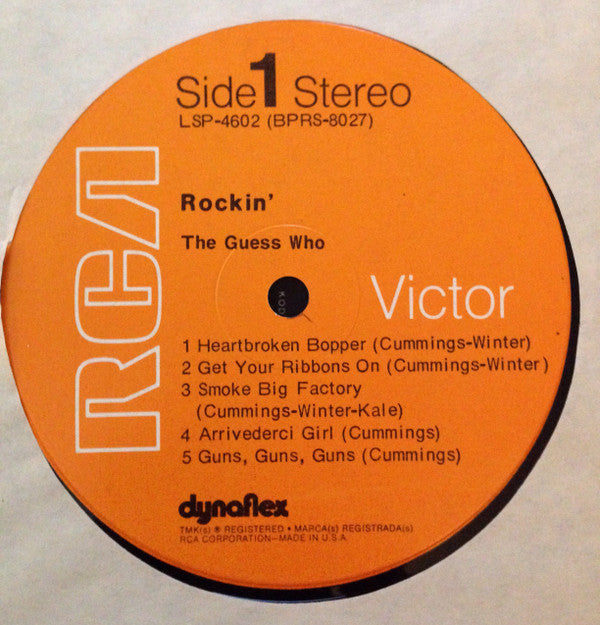 Side 1 Stereo
LSP-4602 (BPRS-8027)
RCA
Rockin'
The Guess Who
Victor
1 Heartbroken Bopper (Cummings-Winter)
2 Get Your Ribbons On (Cummings-Winter)
3 Smoke Big Factory
(Cummings-Winter-Kale)
4 Arrivederci Girl (Cummings)
5 Guns, Guns, Guns (Cummings)
dynaflex
TMK(s) ® REGISTERED • MARCA(s) REGISTRADA(s)
RCA CORPORATION—MADE IN U.S.A.